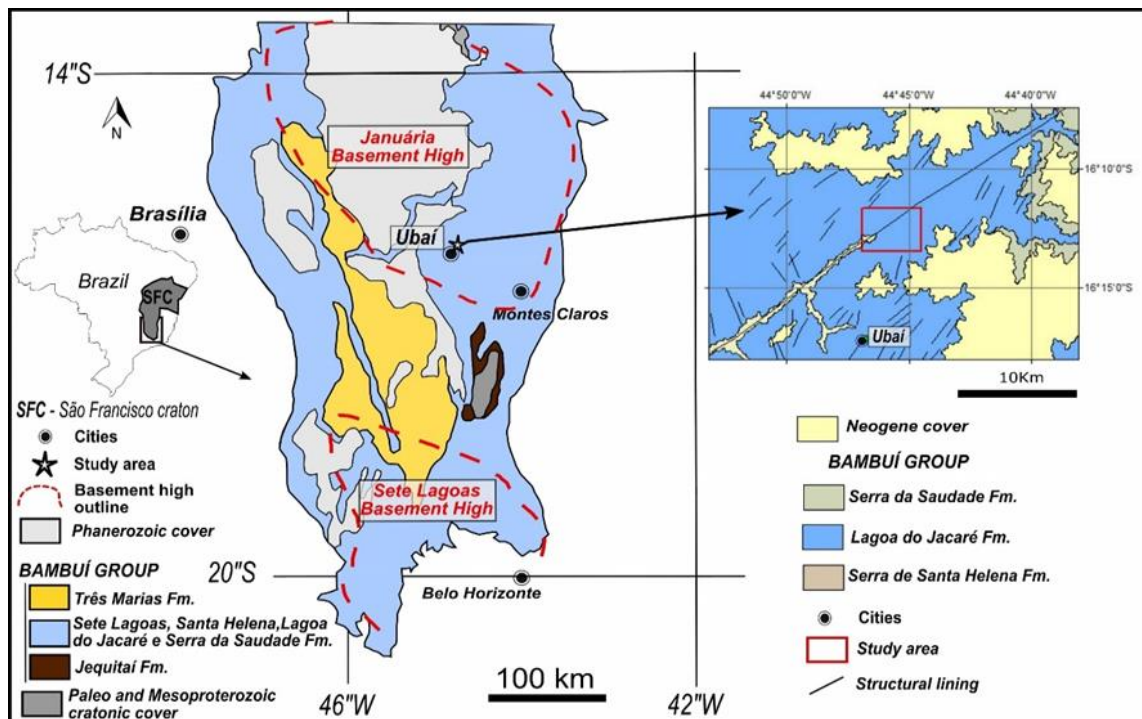 14"S
N
Januária
Basement High
Brasília
Ubaí
Brazil
SFC
Montes Claros
SFC - São Francisco craton
Cities
Study area
Basement high
outline
Phanerozoic cover
BAMBUÍ GROUP
Três Marias Fm.
Sete Lagoas, Santa Helena,Lagoa
do Jacaré e Serra da Saudade Fm.
Jequitaí Fm.
Paleo and Mesoproterozoic
cratonic cover
Sete Lagoas
Basement High
20"S
Belo Horizonte
100 km
46"W
42"W
44°50'0"W
44°45'0"W
44°40'0"W
16°10'0"S
16°15'0"S
Ubaí
10Km
Neogene cover
BAMBUÍ GROUP
Serra da Saudade Fm.
Lagoa do Jacaré Fm.
Serra de Santa Helena Fm.
Cities
Study area
Structural lining